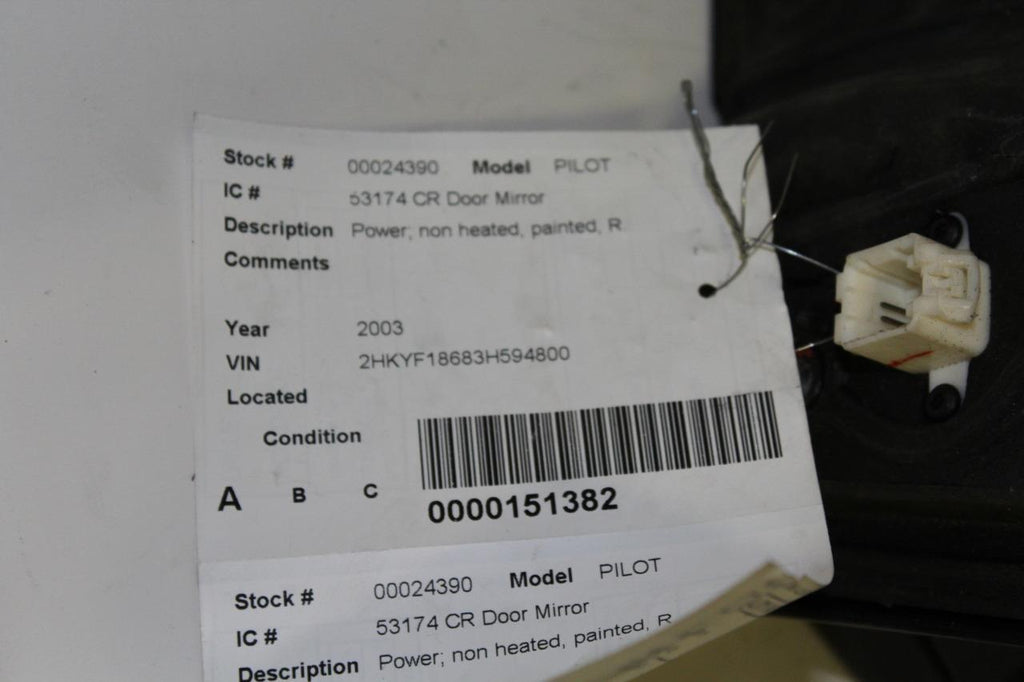 Stock # 00024390 Model PILOT
IC # 53174 CR Door Mirror
Description Power; non heated, painted, R
Comments
Year 2003
VIN 2HKYF18683H594800
Located
Condition
A B C
0000151382
Stock # 00024390 Model PILOT
IC # 53174 CR Door Mirror
Description Power; non heated, painted, R